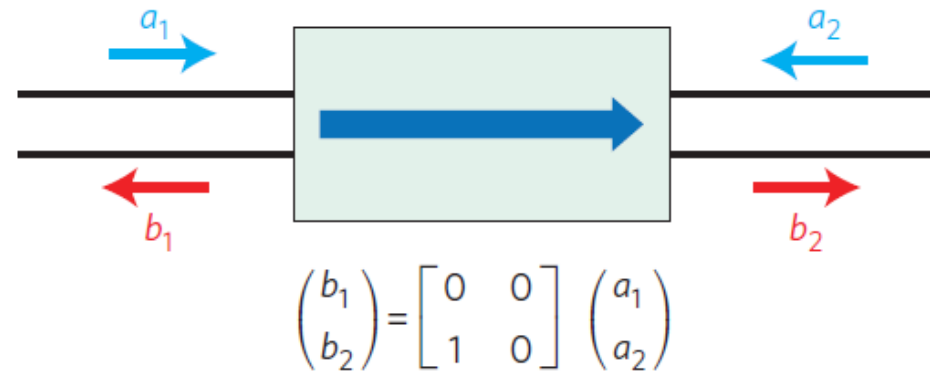 a₁ a₂
b₁ b₂
(b₁ b₂) = [0 0 1 0] (a₁ a₂)